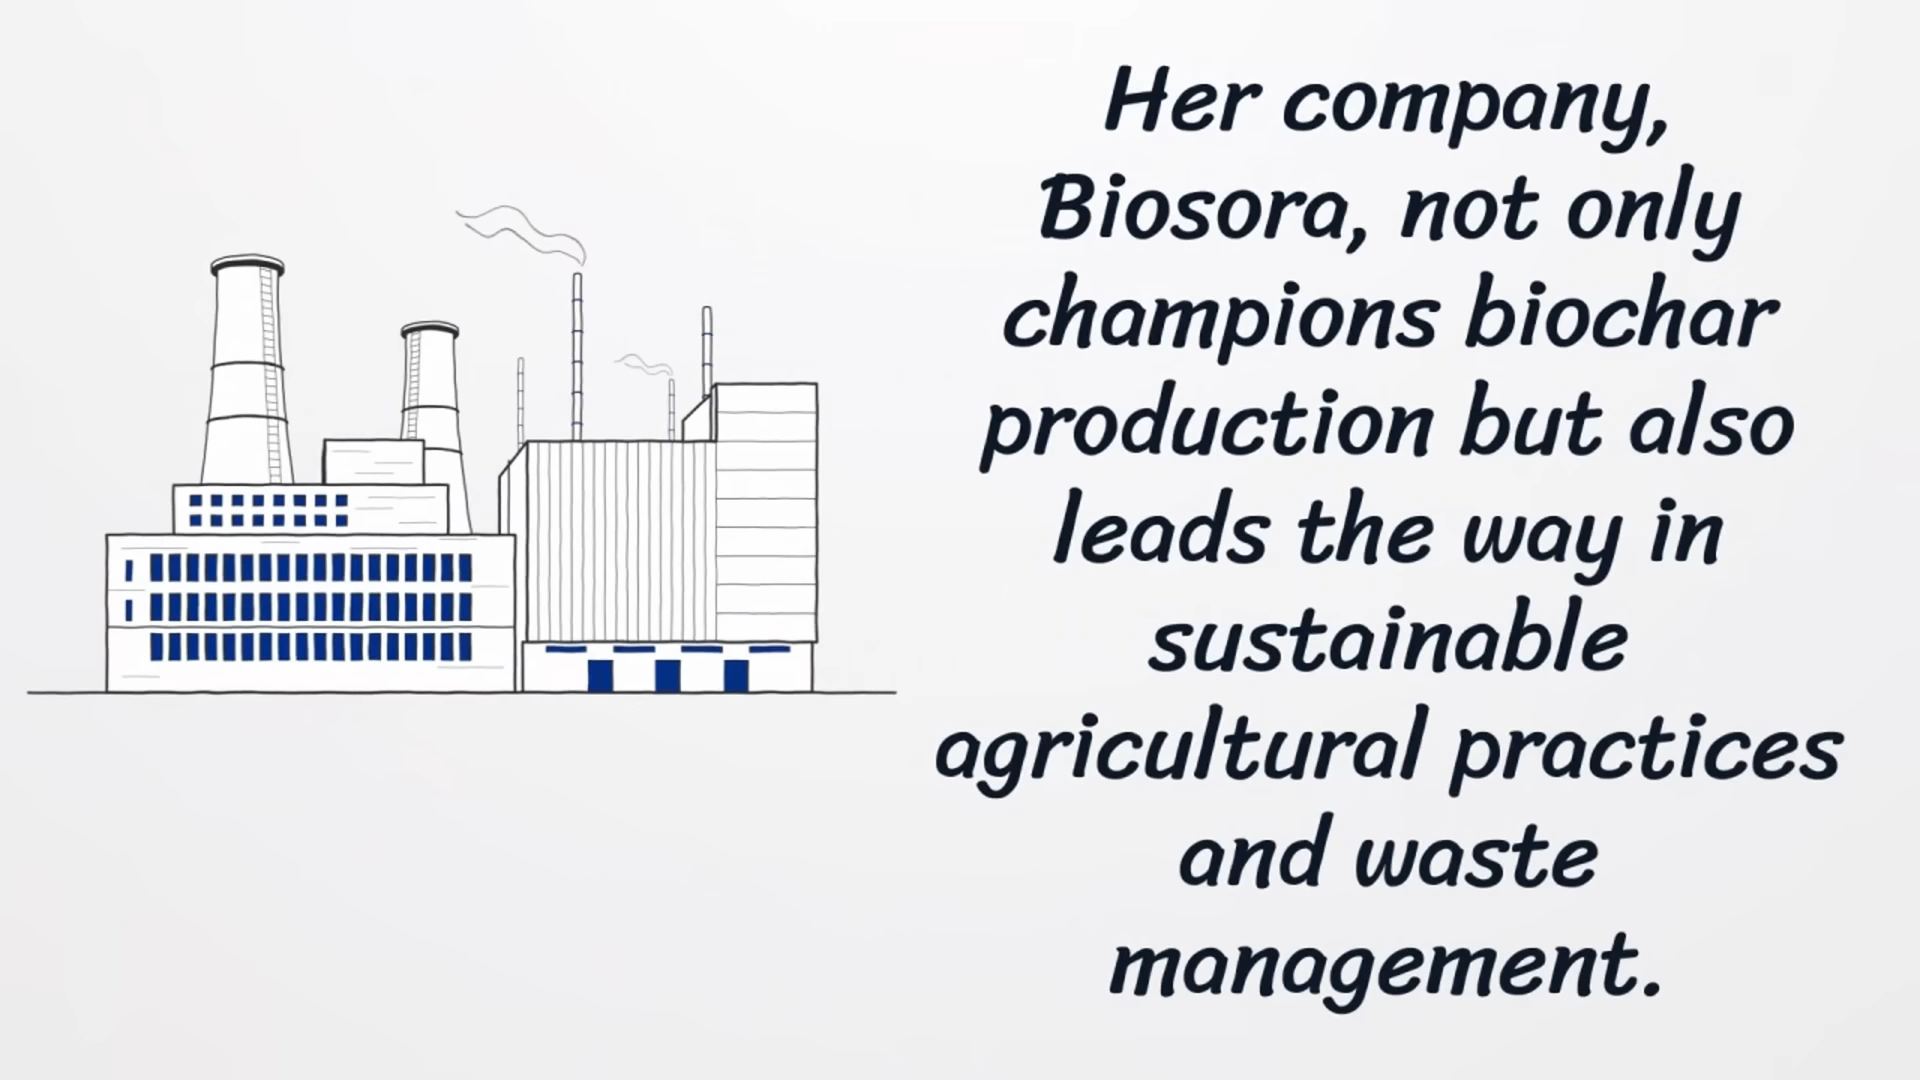 Her company,
Biosora, not only
champions biochar
production but also
leads the way in
sustainable
agricultural practices
and waste
management.